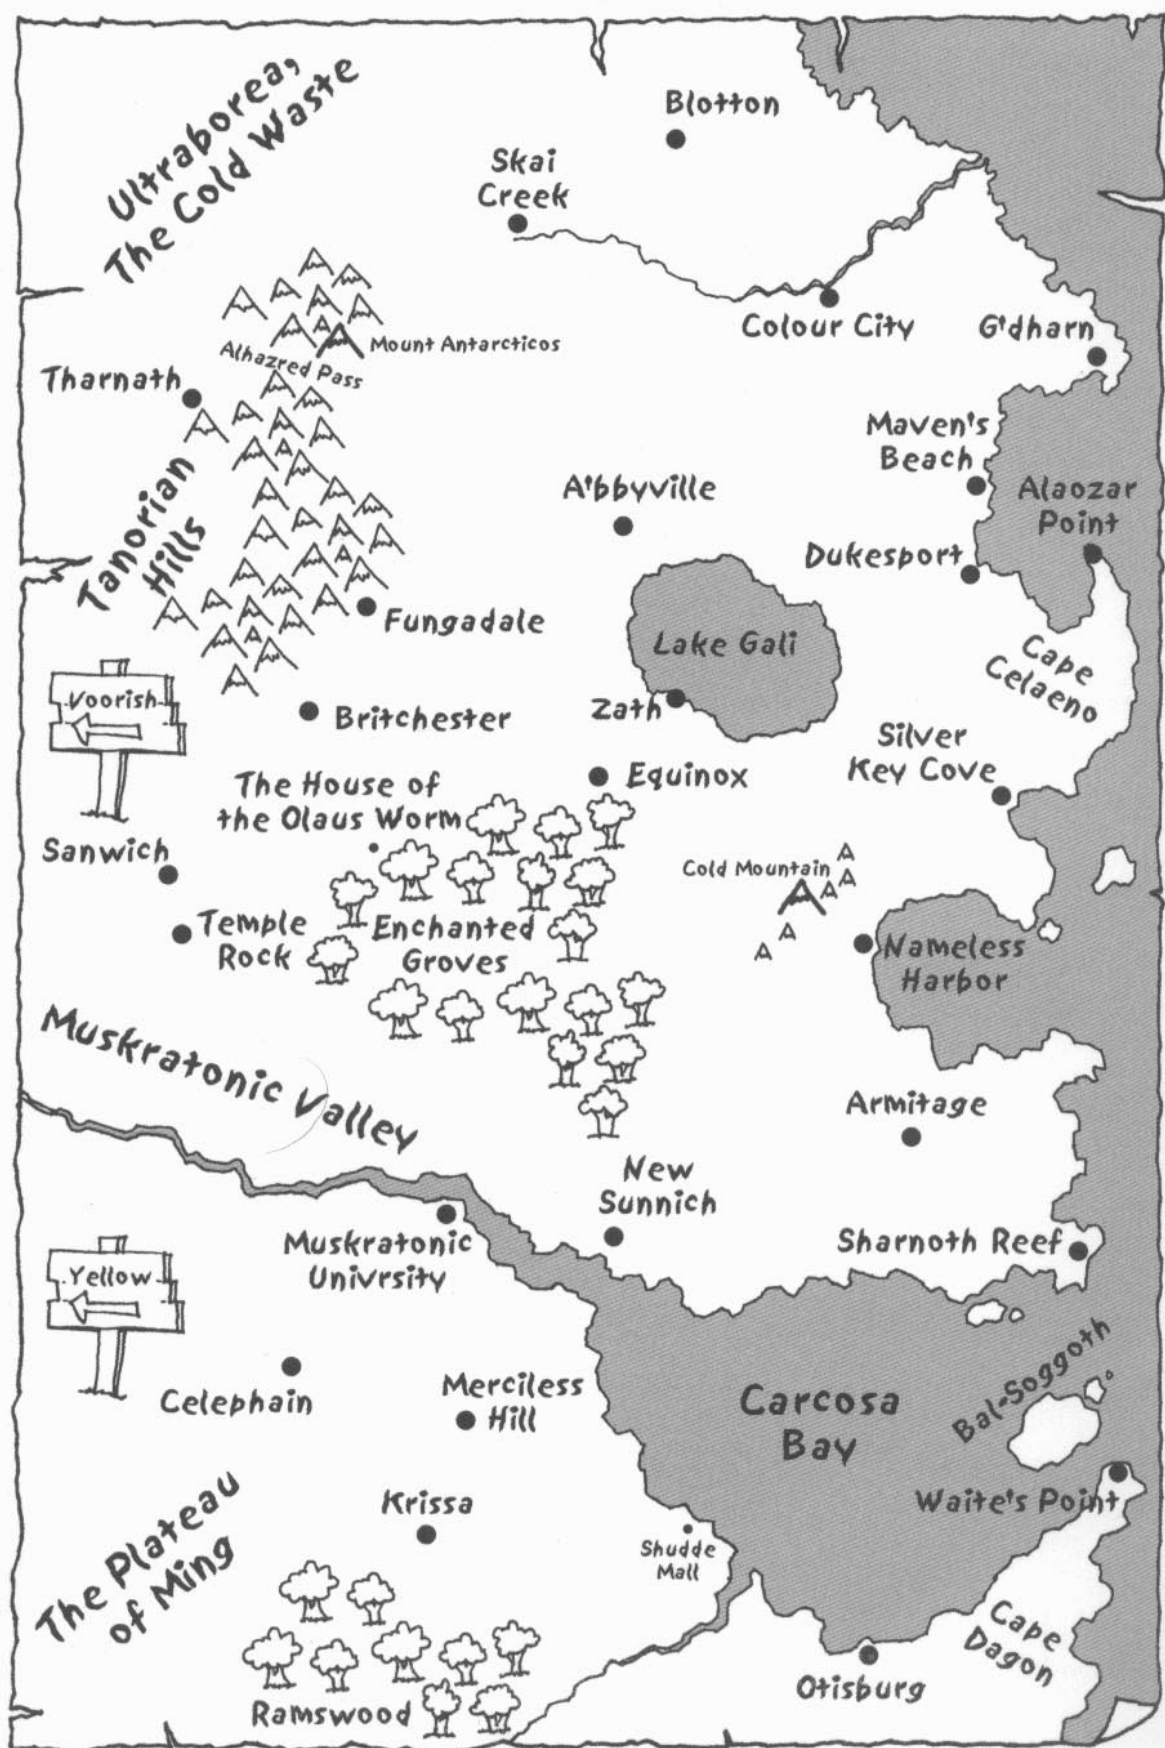 Ultraborea,
The Cold Waste
Blotton
Skai
Creek
Colour City
G'dharn
Mount Antarcticos
Alhazred Pass
Tharnath
Maven's
Beach
Alaozar
Point
A'bbyville
Tanorian
Hills
Dukesport
Fungadale
Lake Gali
Cape
Celaeno
Voorish
Zath
Britchester
Silver
Key Cove
Equinox
The House of
the Olaus Worm
Sanwich
Cold Mountain
Temple
Rock
Enchanted
Groves
Nameless
Harbor
Muskratonic Valley
Armitage
New
Sunnich
Muskratonic
Univrsity
Sharnoth Reef
Yellow
Bal-Soggoth
Celephain
Merciless
Hill
Carcosa
Bay
Krissa
Waite's Point
The Plateau
of Ming
Shudde
Mall
Cape
Dagon
Otisburg
Ramswood